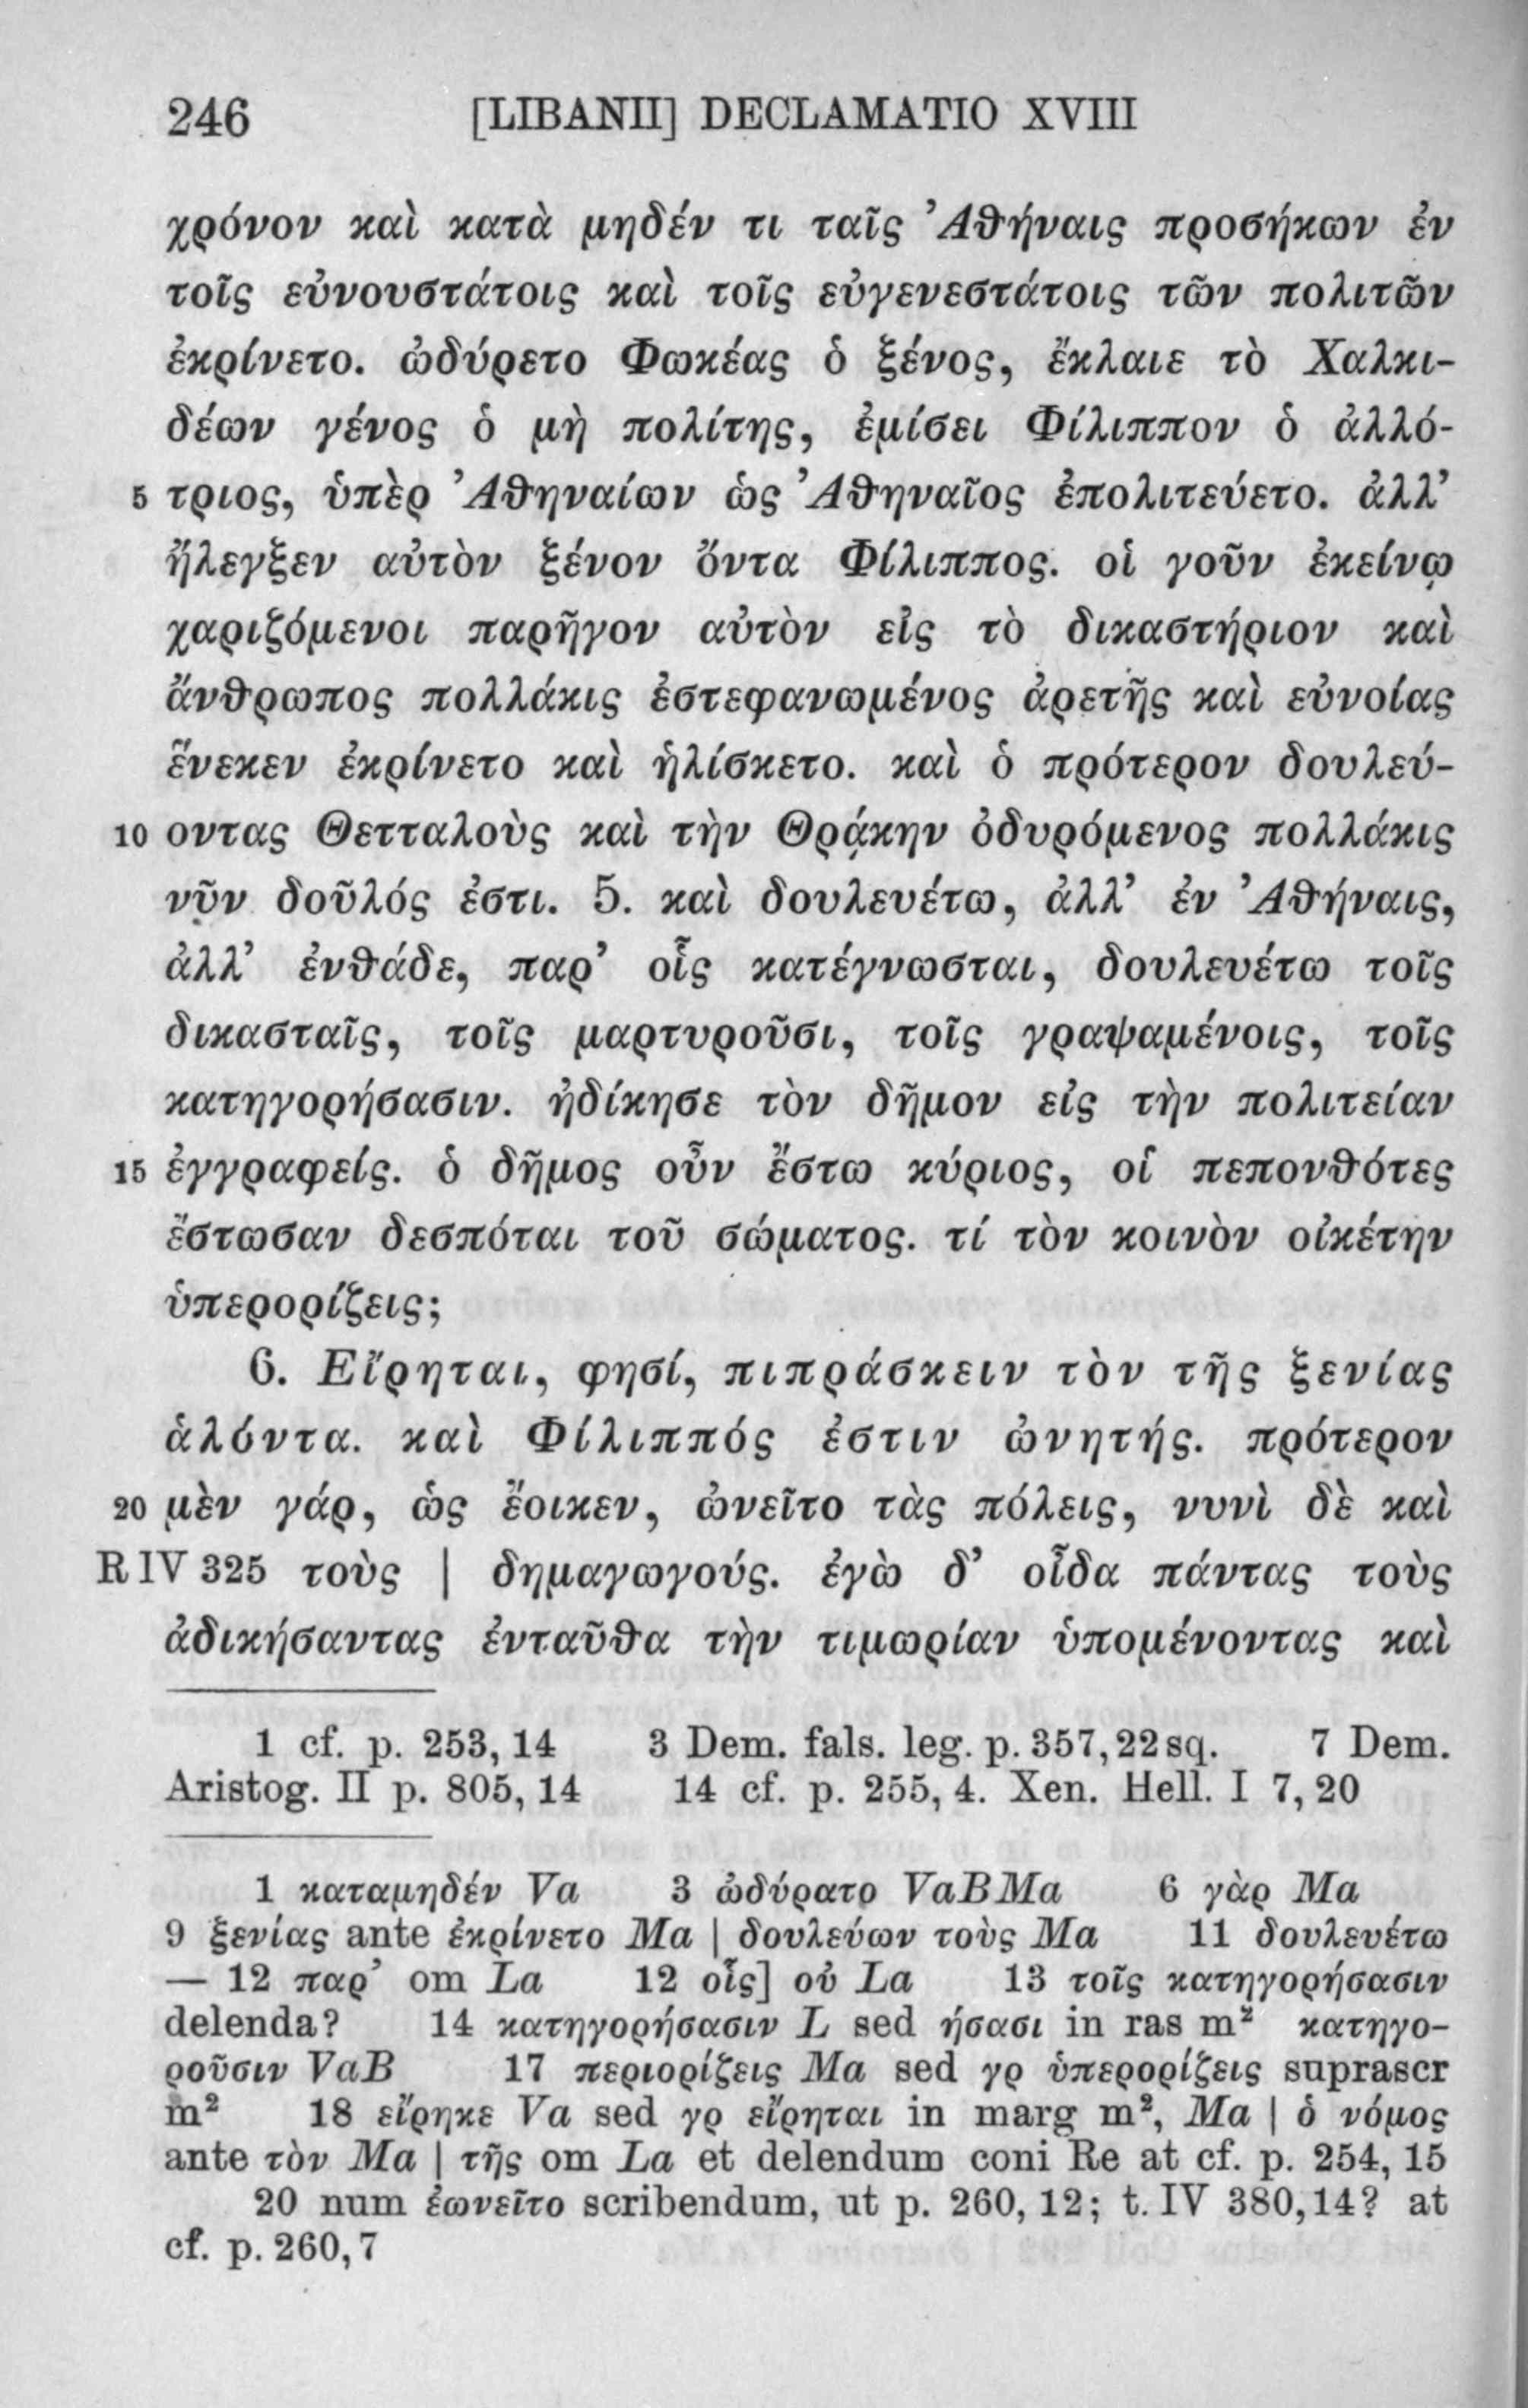 246 [LIBANII] DECLAMATIO XVIII
χρόνον καὶ κατὰ μηδέν τι ταῖς Ἀθήναις προσήκων ἐν
τοῖς εὐνουστάτοις καὶ τοῖς εὐγενεστάτοις τῶν πολιτῶν
ἐκρίνετο. ὠδύρετο Φωκέας ὁ ξένος, ἔκλαιε τὸ Χαλκι-
δέων γένος ὁ μὴ πολίτης, ἐμίσει Φίλιππον ὁ ἀλλό-
5 τριος, ὑπὲρ Ἀθηναίων ὡς Ἀθηναῖος ἐπολιτεύετο. ἀλλ’
ἤλεγξεν αὐτὸν ξένον ὄντα Φίλιππος. οἱ γοῦν ἐκείνῳ
χαριζόμενοι παρῆγον αὐτὸν εἰς τὸ δικαστήριον καὶ
ἄνθρωπος πολλάκις ἐστεφανωμένος ἀρετῆς καὶ εὐνοίας
ἕνεκεν ἐκρίνετο καὶ ἡλίσκετο. καὶ ὁ πρότερον δουλεύ-
10 οντας Θετταλοὺς καὶ τὴν Θρᾴκην ὀδυρόμενος πολλάκις
νῦν δοῦλός ἐστι. 5. καὶ δουλευέτω, ἀλλ’ ἐν Ἀθήναις,
ἀλλ’ ἐνθάδε, παρ’ οἷς κατέγνωσται, δουλευέτω τοῖς
δικασταῖς, τοῖς μαρτυροῦσι, τοῖς γραψαμένοις, τοῖς
κατηγορήσασιν. ἠδίκησε τὸν δῆμον εἰς τὴν πολιτείαν
15 ἐγγραφείς. ὁ δῆμος οὖν ἔστω κύριος, οἱ πεπονθότες
ἔστωσαν δεσπόται τοῦ σώματος. τί τὸν κοινὸν οἰκέτην
ὑπερορίζεις;
6. Εἴρηται, φησί, πιπράσκειν τὸν τῆς ξενίας
ἁλόντα. καὶ Φίλιππός ἐστιν ὠνητής. πρότερον
20 μὲν γάρ, ὡς ἔοικεν, ὠνεῖτο τὰς πόλεις, νυνὶ δὲ καὶ
R IV 325 τοὺς | δημαγωγούς. ἐγὼ δ’ οἶδα πάντας τοὺς
ἀδικήσαντας ἐνταῦθα τὴν τιμωρίαν ὑπομένοντας καὶ
1 cf. p. 253, 14 3 Dem. fals. leg. p. 357, 22 sq. 7 Dem.
Aristog. II p. 805, 14 14 cf. p. 255, 4. Xen. Hell. I 7, 20
1 καταμηδέν Va 3 ὠδύρατο VaBMa 6 γὰρ Ma
9 ξενίας ante ἐκρίνετο Ma | δουλεύων τοὺς Ma 11 δουλευέτω
— 12 παρ’ om La 12 οἷς] οὐ La 13 τοῖς κατηγορήσασιν
delenda? 14 κατηγορήσασιν L sed ήσασι in ras m² κατηγο-
ροῦσιν VaB 17 περιορίζεις Ma sed γρ ὑπερορίζεις suprascr
m² 18 εἴρηκε Va sed γρ εἴρηται in marg m², Ma | ὁ νόμος
ante τὸν Ma | τῆς om La et delendum coni Re at cf. p. 254, 15
20 num ἐωνεῖτο scribendum, ut p. 260, 12; t. IV 380, 14? at
cf. p. 260, 7